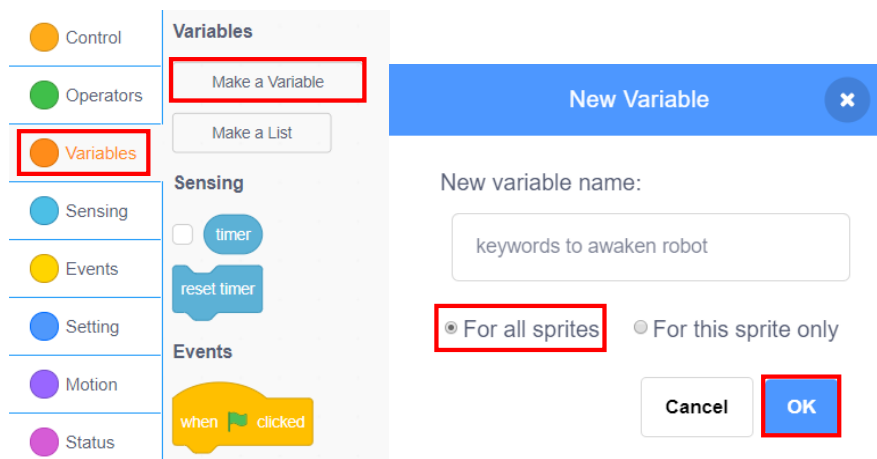 Control
Operators
Variables
Sensing
Events
Setting
Motion
Status
Variables
Make a Variable
Make a List
Sensing
timer
reset timer
Events
when clicked
New Variable
New variable name:
keywords to awaken robot
For all sprites For this sprite only
Cancel OK